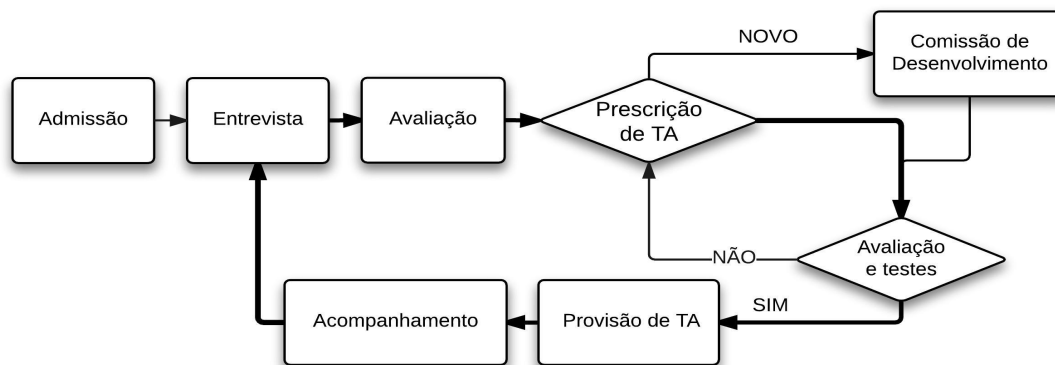 Admissão
Entrevista
Avaliação
Prescrição
de TA
NOVO
Comissão de
Desenvolvimento
Avaliação
e testes
NÃO
SIM
Provisão de TA
Acompanhamento